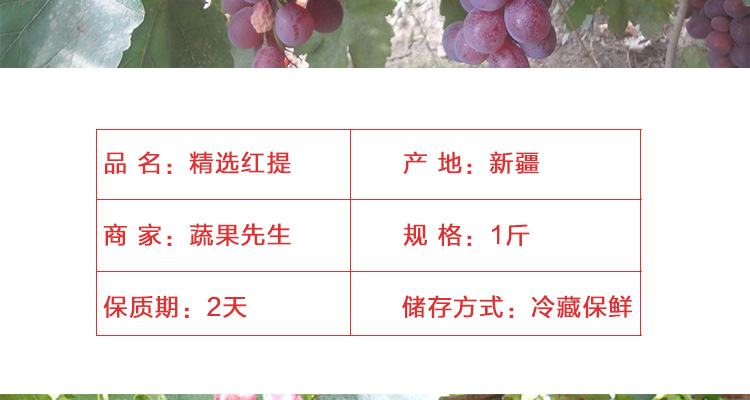 品 名：精选红提 产 地：新疆
商 家：蔬果先生 规 格：1斤
保质期：2天 储存方式：冷藏保鲜